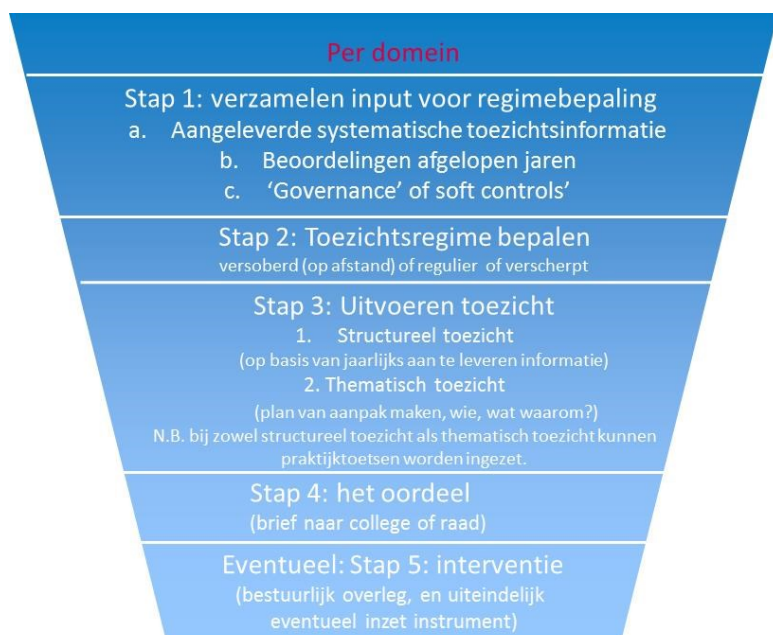 Per domein
Stap 1: verzamelen input voor regimebepaling
a. Aangeleverde systematische toezichtsinformatie
b. Beoordelingen afgelopen jaren
c. ‘Governance’ of soft controls’
Stap 2: Toezichtsregime bepalen
versoberd (op afstand) of regulier of verscherpt
Stap 3: Uitvoeren toezicht
1. Structureel toezicht
(op basis van jaarlijks aan te leveren informatie)
2. Thematisch toezicht
(plan van aanpak maken, wie, wat waarom?)
N.B. bij zowel structureel toezicht als thematisch toezicht kunnen
praktijktoetsen worden ingezet.
Stap 4: het oordeel
(brief naar college of raad)
Eventueel: Stap 5: interventie
(bestuurlijk overleg, en uiteindelijk
eventueel inzet instrument)